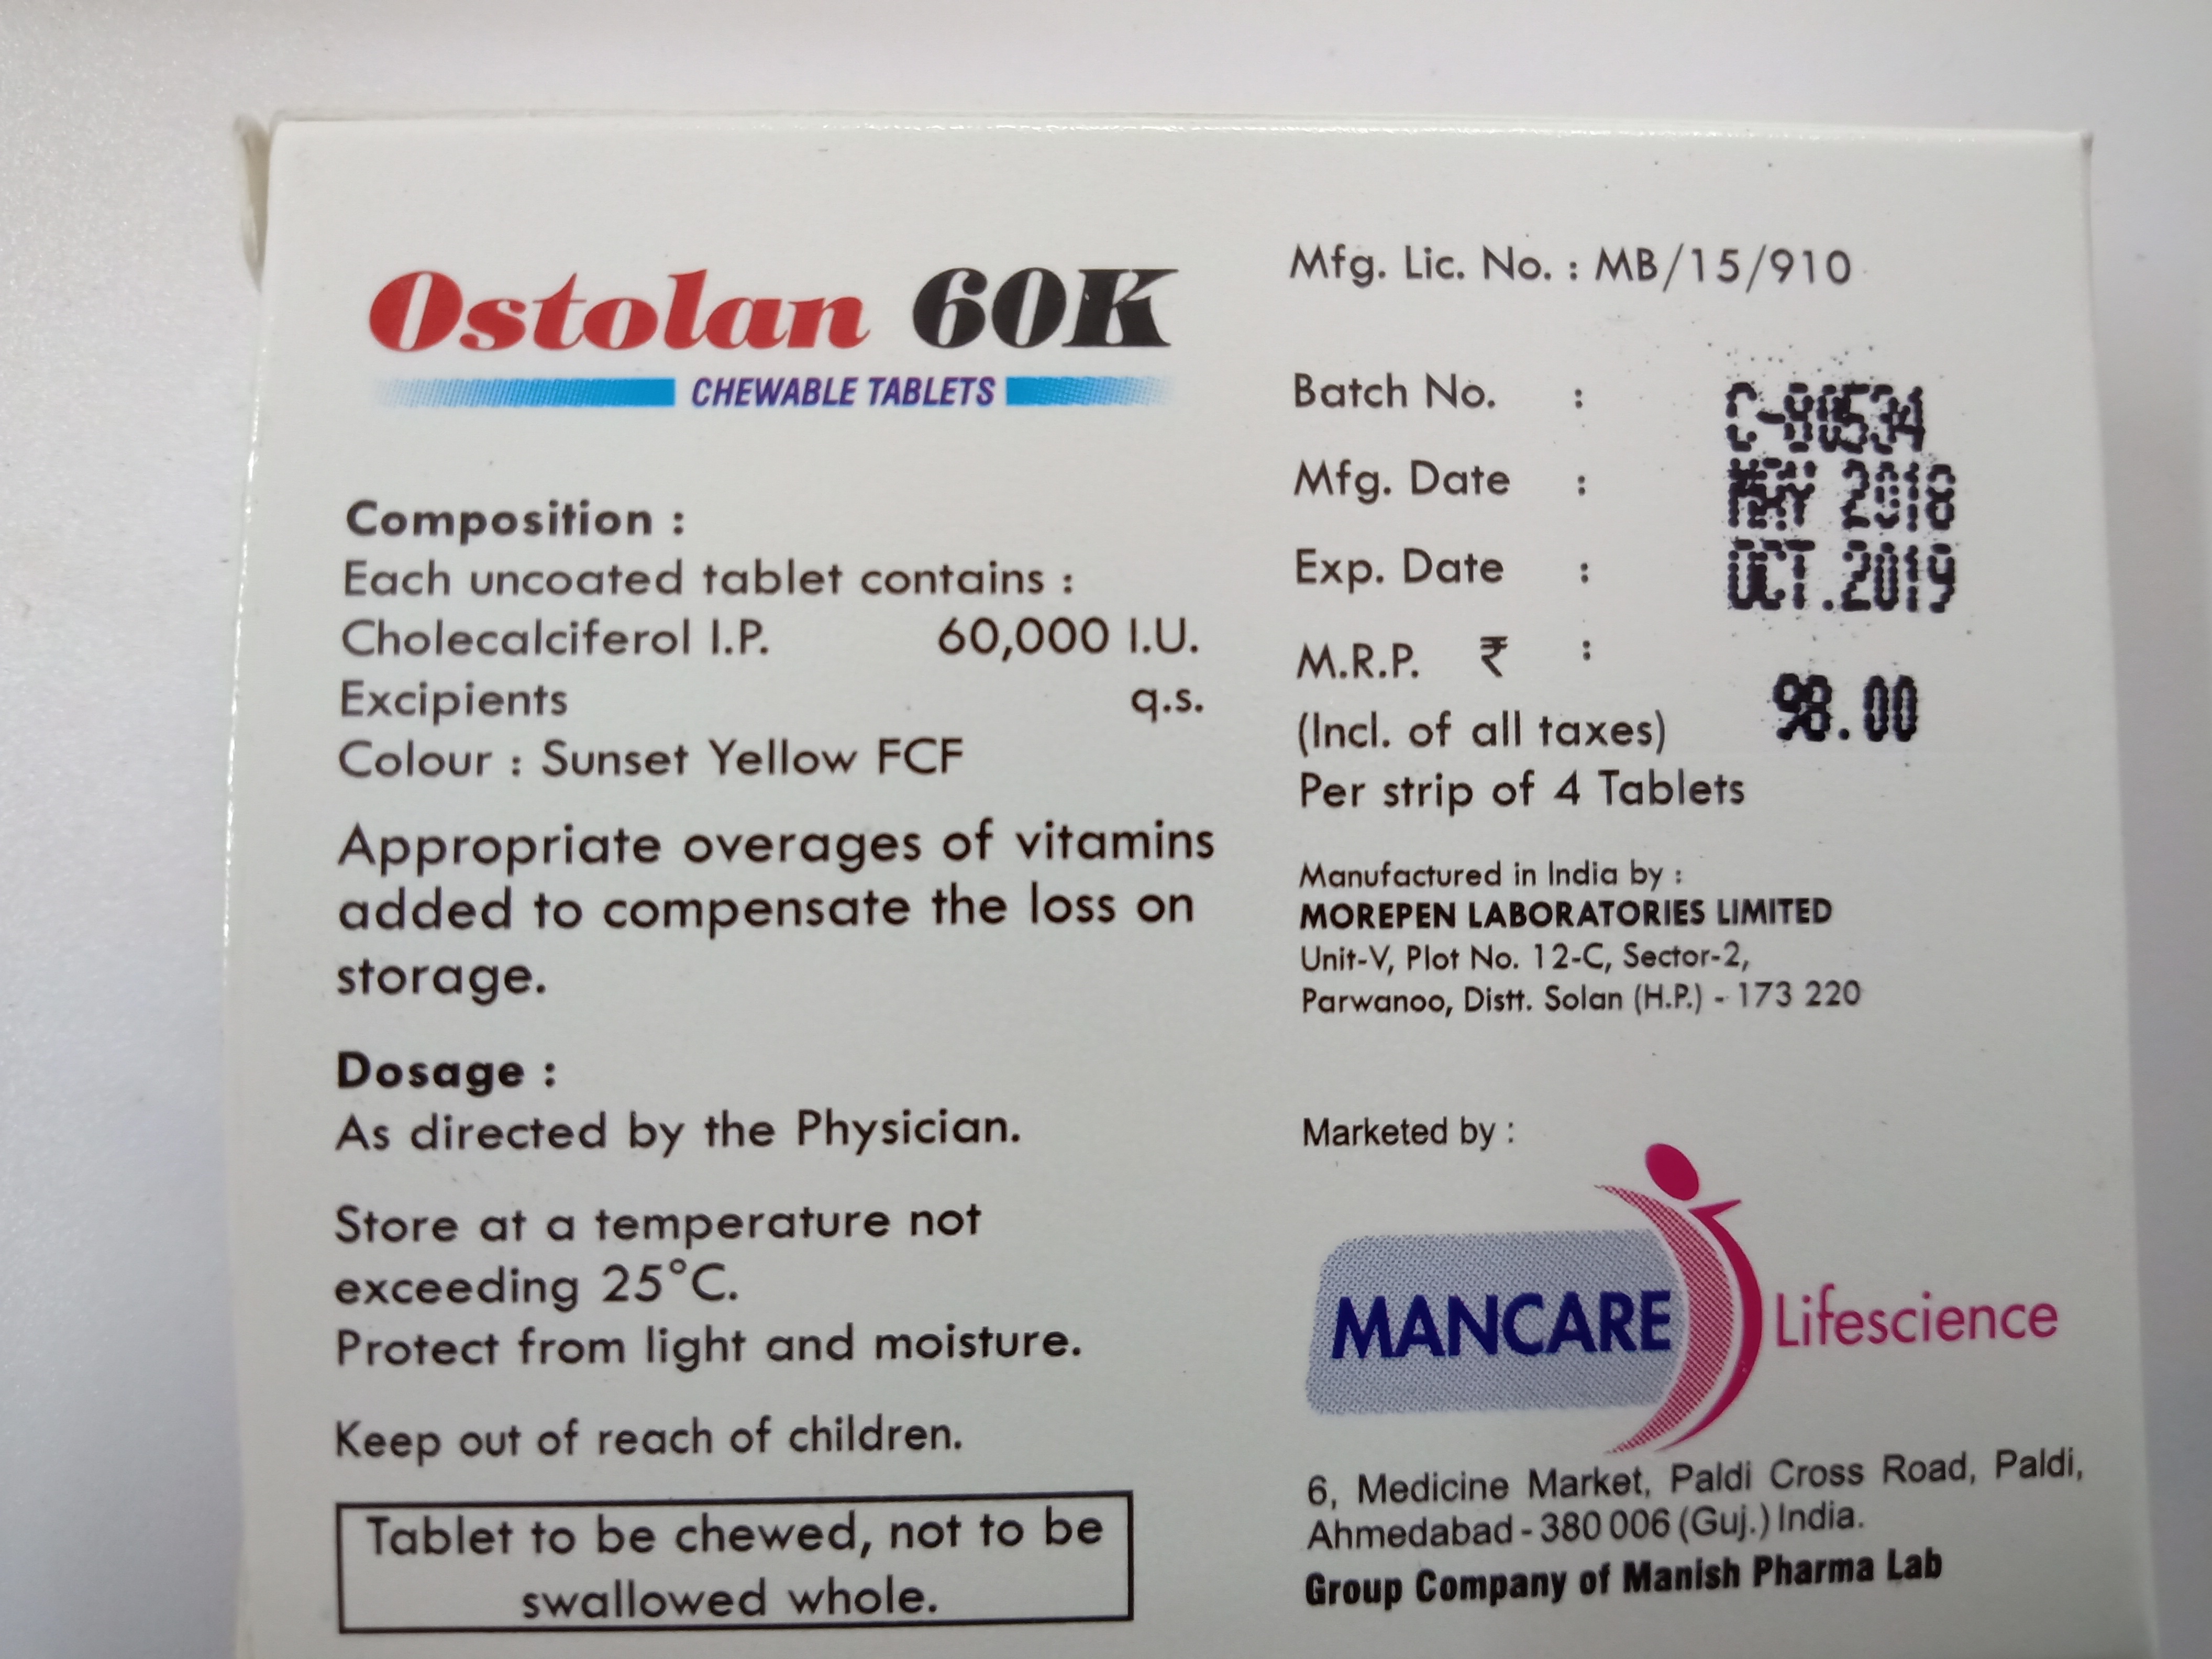 Ostolan 60K
CHEWABLE TABLETS
Composition :
Each uncoated tablet contains :
Cholecalciferol I.P. 60,000 I.U.
Excipients q.s.
Colour : Sunset Yellow FCF
Appropriate overages of vitamins
added to compensate the loss on
storage.
Dosage :
As directed by the Physician.
Store at a temperature not
exceeding 25°C.
Protect from light and moisture.
Keep out of reach of children.
Tablet to be chewed, not to be
swallowed whole.
Mfg. Lic. No. : MB/15/910
Batch No. :
Mfg. Date : MAY 2018
Exp. Date : OCT.2019
M.R.P. ₹ : 98.00
(Incl. of all taxes)
Per strip of 4 Tablets
Manufactured in India by :
MOREPEN LABORATORIES LIMITED
Unit-V, Plot No. 12-C, Sector-2,
Parwanoo, Distt. Solan (H.P.) - 173 220
Marketed by :
MANCARE Lifescience
6, Medicine Market, Paldi Cross Road, Paldi,
Ahmedabad - 380 006 (Guj.) India.
Group Company of Manish Pharma Lab